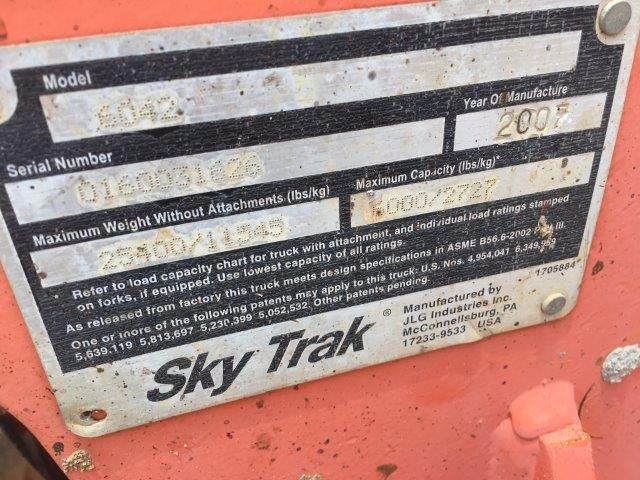 Model
6042
Year Of Manufacture
2007
Serial Number
Maximum Weight Without Attachments (lbs/kg)
25400/11545
Maximum Capacity (lbs/kg)*
000/2727
* Refer to load capacity chart for truck with attachment, and individual load ratings stamped
on forks, if equipped. Use lowest capacity of all ratings.
As released from factory this truck meets design specifications in ASME B56.6-2002 III.
One or more of the following patents may apply to this truck: U.S. Nos. 4,954,041
5,639,119 5,813,697 5,230,399 5,052,532; Other patents pending.
1705884
Sky Trak ®
Manufactured by
JLG Industries Inc.
McConnellsburg, PA
17233-9533 USA